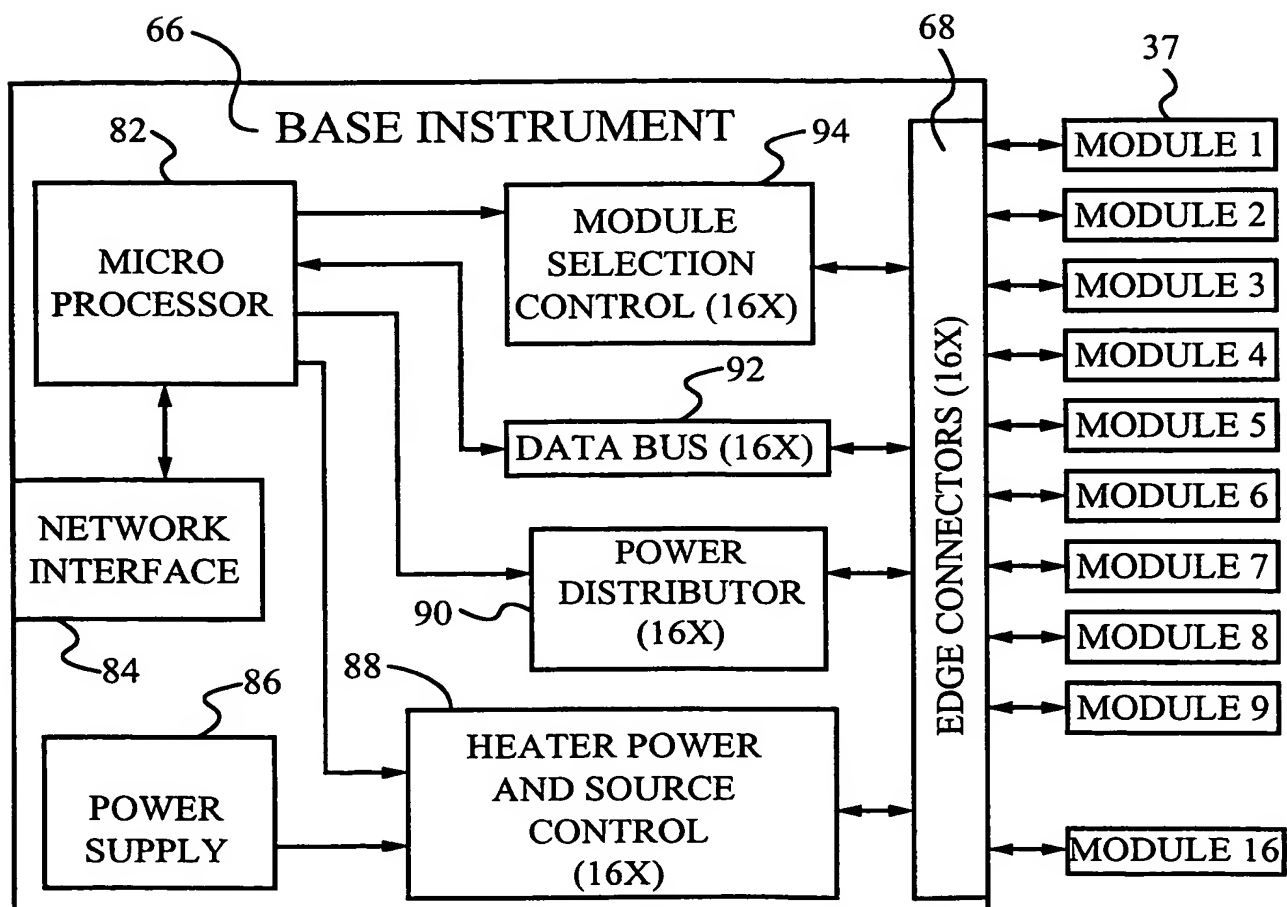 66
68
37
BASE INSTRUMENT
82
94
MICRO
PROCESSOR
MODULE
SELECTION
CONTROL (16X)
92
DATA BUS (16X)
NETWORK
INTERFACE
84
POWER
DISTRIBUTOR
(16X)
90
86
88
POWER
SUPPLY
HEATER POWER
AND SOURCE
CONTROL
(16X)
EDGE CONNECTORS (16X)
MODULE 1
MODULE 2
MODULE 3
MODULE 4
MODULE 5
MODULE 6
MODULE 7
MODULE 8
MODULE 9
MODULE 16